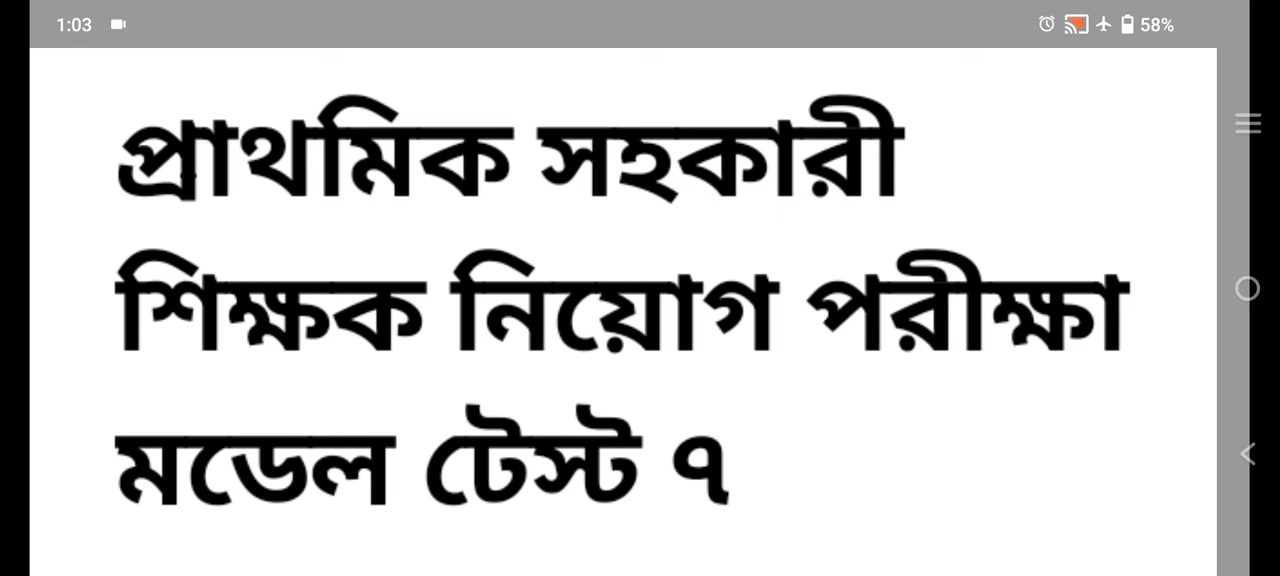 1:03 58%
প্রাথমিক সহকারী
শিক্ষক নিয়োগ পরীক্ষা
মডেল টেস্ট ৭